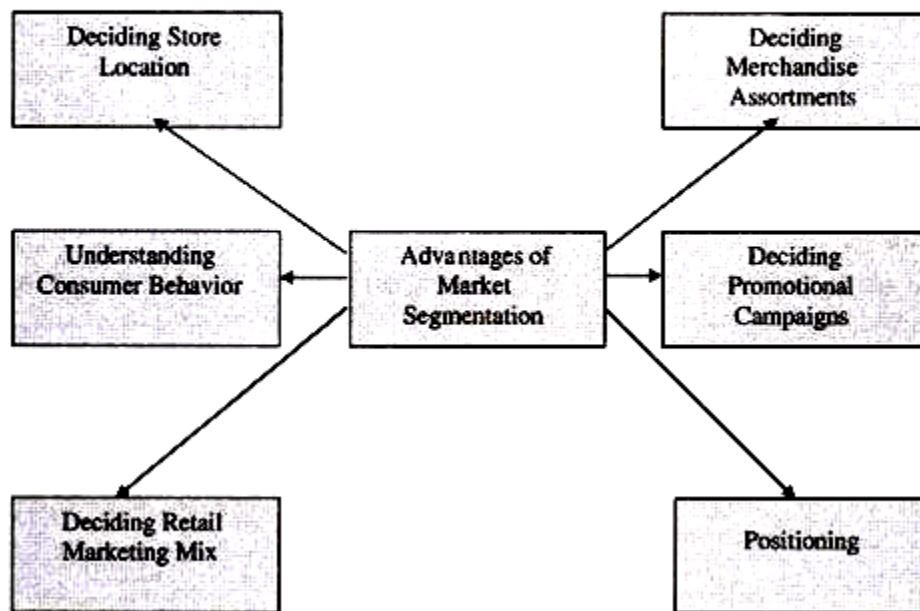 Deciding Store
Location
Deciding
Merchandise
Assortments
Understanding
Consumer Behavior
Advantages of
Market
Segmentation
Deciding
Promotional
Campaigns
Deciding Retail
Marketing Mix
Positioning